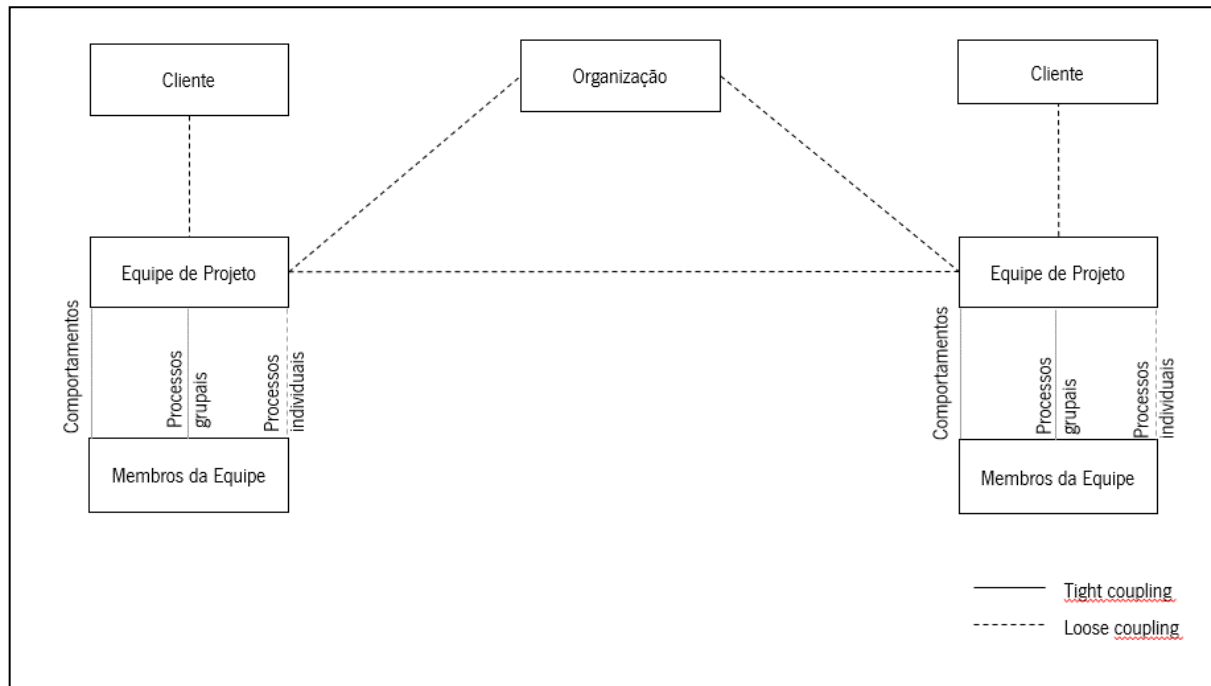 Cliente
Organização
Cliente
Equipe de Projeto
Equipe de Projeto
Comportamentos
Processos
grupais
Processos
individuais
Comportamentos
Processos
grupais
Processos
individuais
Membros da Equipe
Membros da Equipe
Tight coupling
Loose coupling